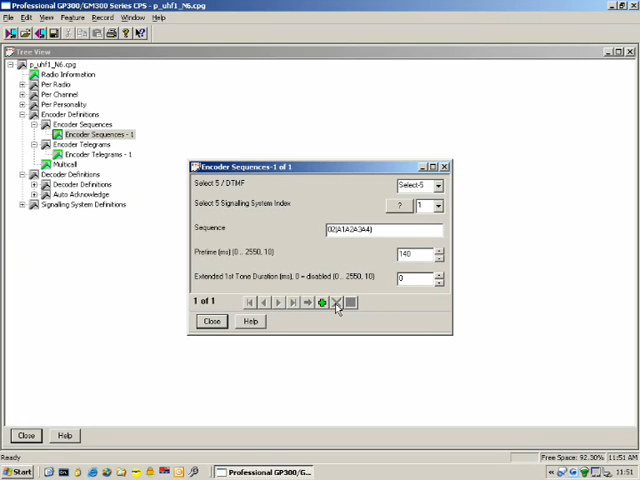 Professional GP300/GM300 Series CPS - p_uhf1_N6.cpg
File Edit View Feature Record Window Help
Tree View
p_uhf1_N6.cpg
Radio Information
Per Radio
Per Channel
Per Personality
Encoder Definitions
Encoder Sequences
Encoder Sequences - 1
Encoder Telegrams
Encoder Telegrams - 1
Multicall
Decoder Definitions
Decoder Definitions
Auto Acknowledge
Signalling System Definitions
Encoder Sequences-1 of 1
Select 5 / DTMF
Select-5
Select 5 Signaling System Index
?
1
Sequence
02(A1A2A3A4)
Pretime (ms) (0 .. 2550, 10)
140
Extended 1st Tone Duration (ms), 0 = disabled (0 .. 2550, 10)
0
1 of 1
Close Help
Close Help
Ready
Free Space: 92.30% 11:51 AM
Start
Professional GP300/G...
11:51